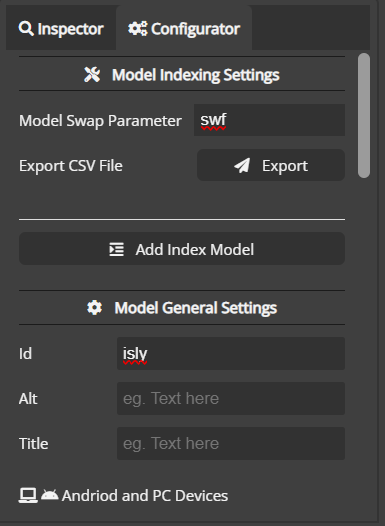 Inspector Configurator
Model Indexing Settings
Model Swap Parameter swf
Export CSV File Export
Add Index Model
Model General Settings
Id isly
Alt eg. Text here
Title eg. Text here
Andriod and PC Devices